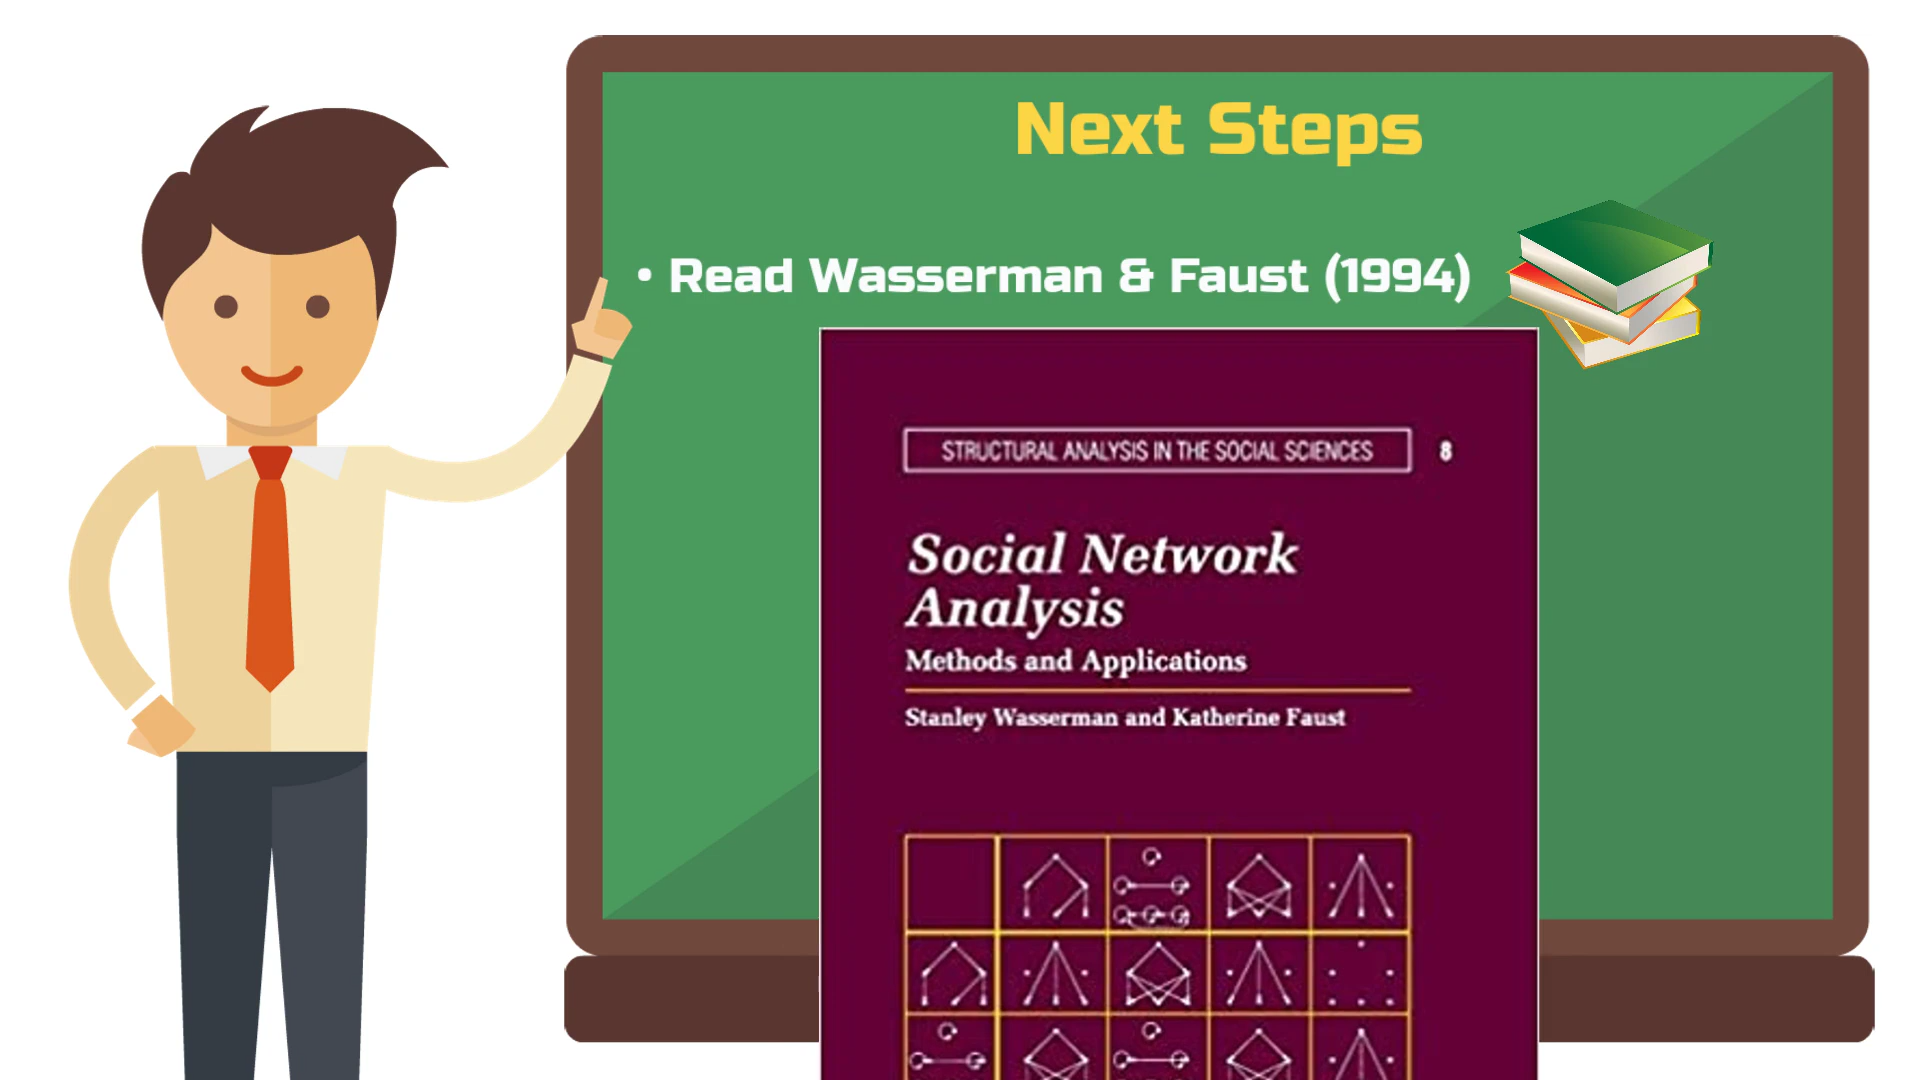 Next Steps
• Read Wasserman & Faust (1994)
STRUCTURAL ANALYSIS IN THE SOCIAL SCIENCES 8
Social Network
Analysis
Methods and Applications
Stanley Wasserman and Katherine Faust